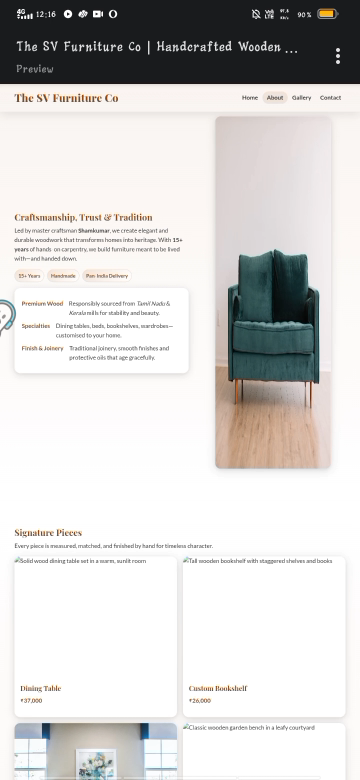 4G 12:16 VoLTE 97.8 KB/s 90%
The SV Furniture Co | Handcrafted Wooden ...
Preview
The SV Furniture Co Home About Gallery Contact
Craftsmanship, Trust & Tradition
Led by master craftsman Shamkumar, we create elegant and
durable woodwork that transforms homes into heritage. With 15+
years of hands on carpentry, we build furniture meant to be lived
with—and handed down.
15+ Years Handmade Pan India Delivery
Premium Wood Responsibly sourced from Tamil Nadu &
Kerala mills for stability and beauty.
Specialties Dining tables, beds, bookshelves, wardrobes—
customised to your home.
Finish & Joinery Traditional joinery, smooth finishes and
protective oils that age gracefully.
Signature Pieces
Every piece is measured, matched, and finished by hand for timeless character.
Solid wood dining table set in a warm, sunlit room Tall wooden bookshelf with staggered shelves and books
Dining Table Custom Bookshelf
₹37,000 ₹26,000
Classic wooden garden bench in a leafy courtyard